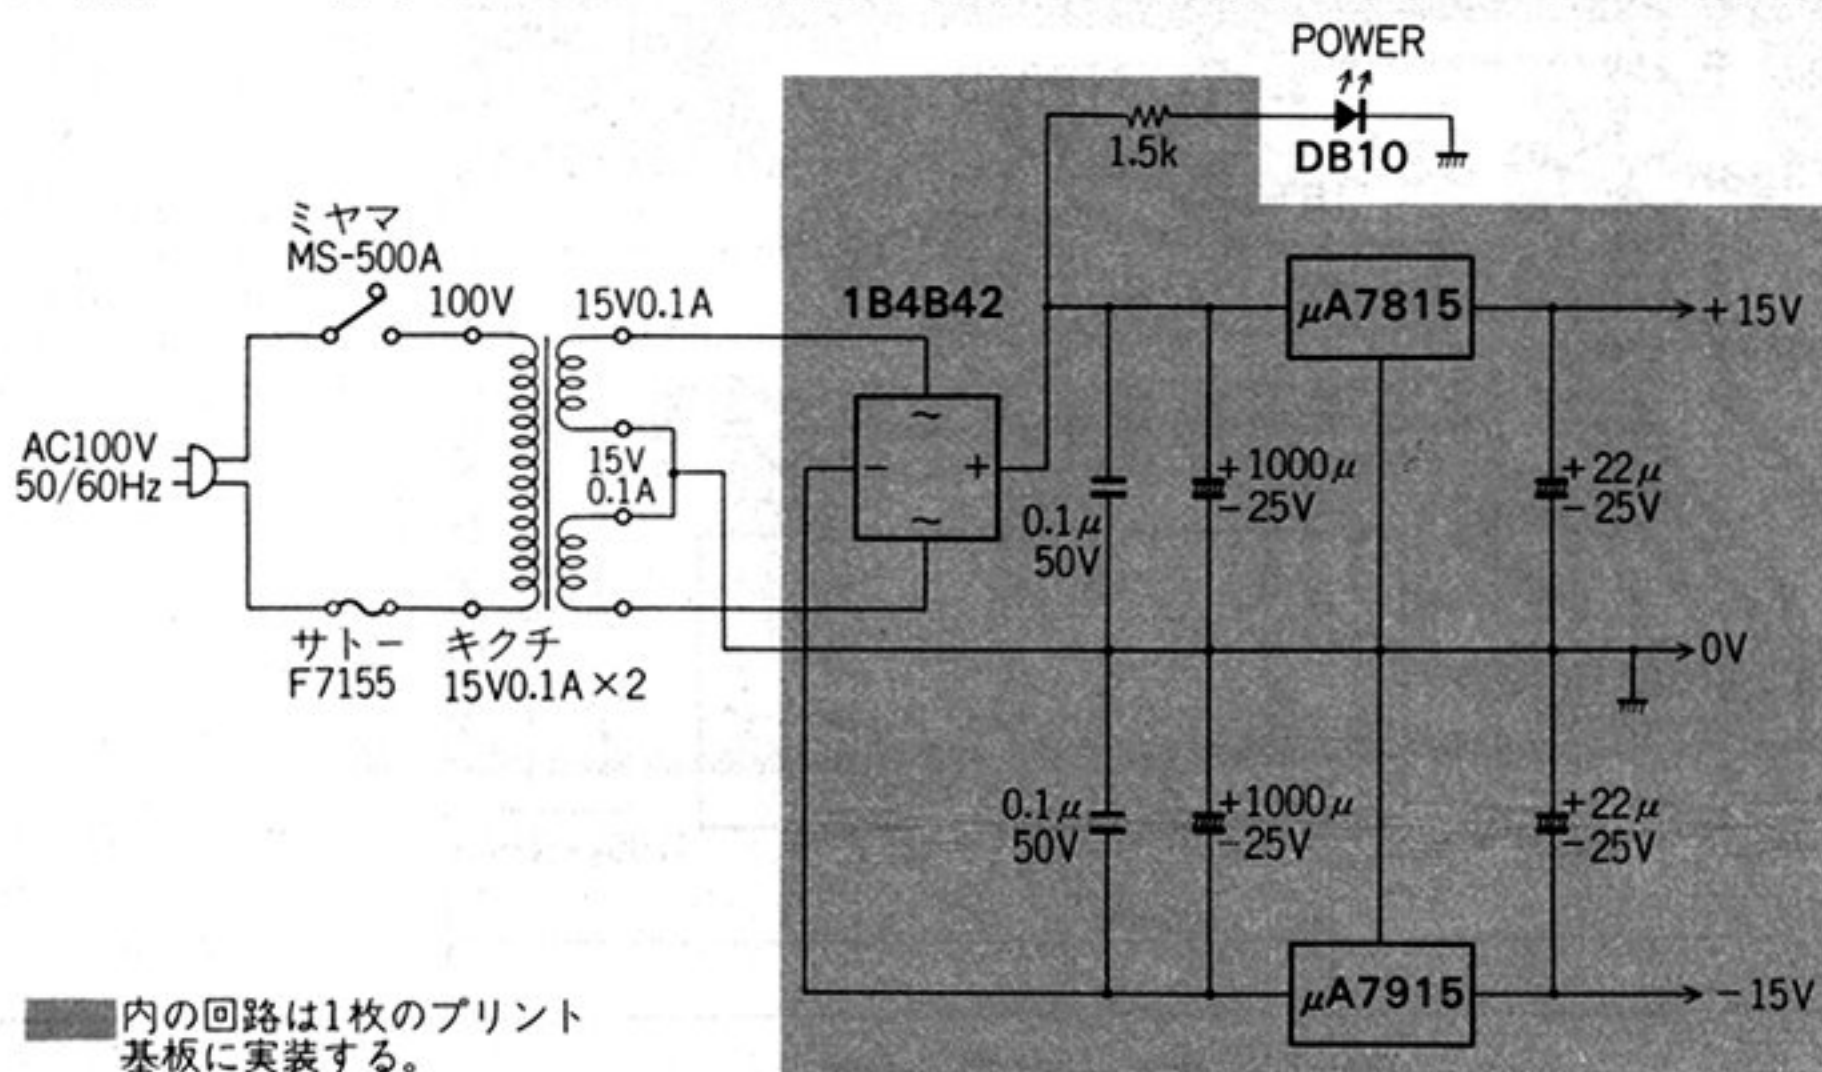 POWER
1.5k
DB10
ミヤマ
MS-500A
100V
15V0.1A
1B4B42
μA7815
+15V
AC100V
50/60Hz
15V
0.1A
~
-
+
~
0.1μ
50V
+1000μ
-25V
+22μ
-25V
サトー
F7155
キクチ
15V0.1A×2
0V
0.1μ
50V
+1000μ
-25V
+22μ
-25V
μA7915
-15V
内の回路は1枚のプリント
基板に実装する。